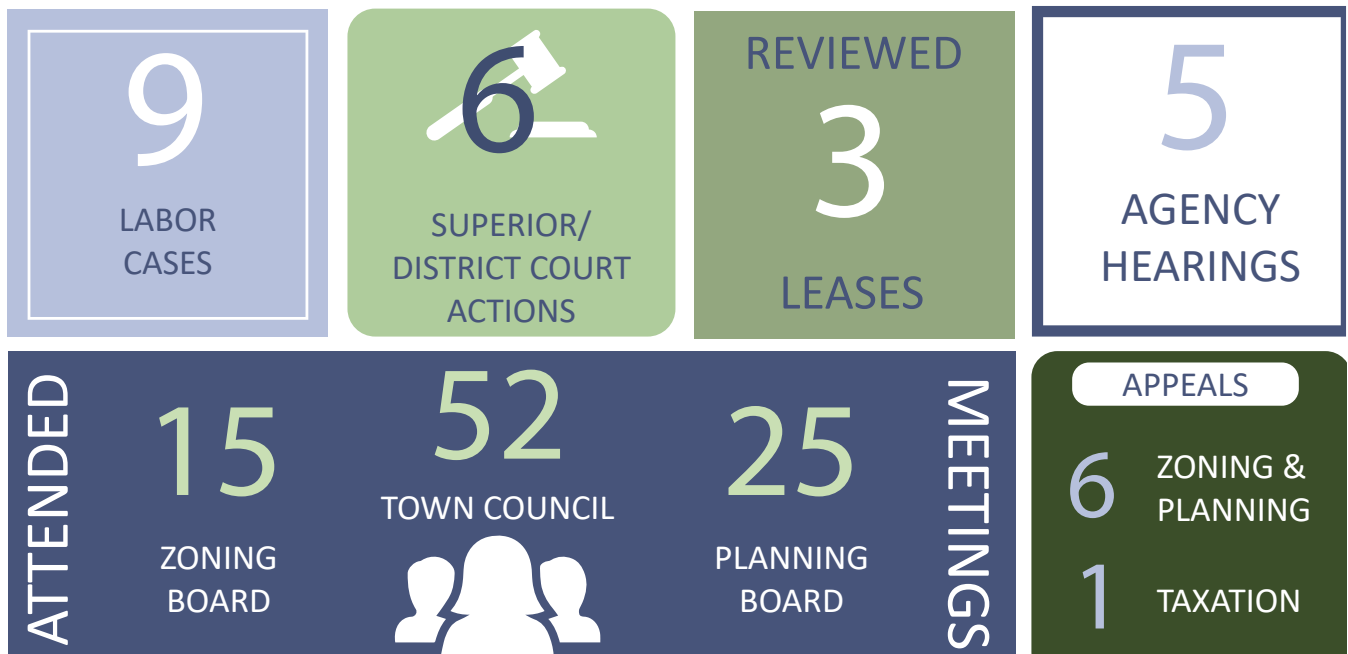 9
LABOR
CASES
6
SUPERIOR/
DISTRICT COURT
ACTIONS
REVIEWED
3
LEASES
5
AGENCY
HEARINGS
ATTENDED
15
ZONING
BOARD
52
TOWN COUNCIL
25
PLANNING
BOARD
MEETINGS
APPEALS
6 ZONING &
PLANNING
1 TAXATION